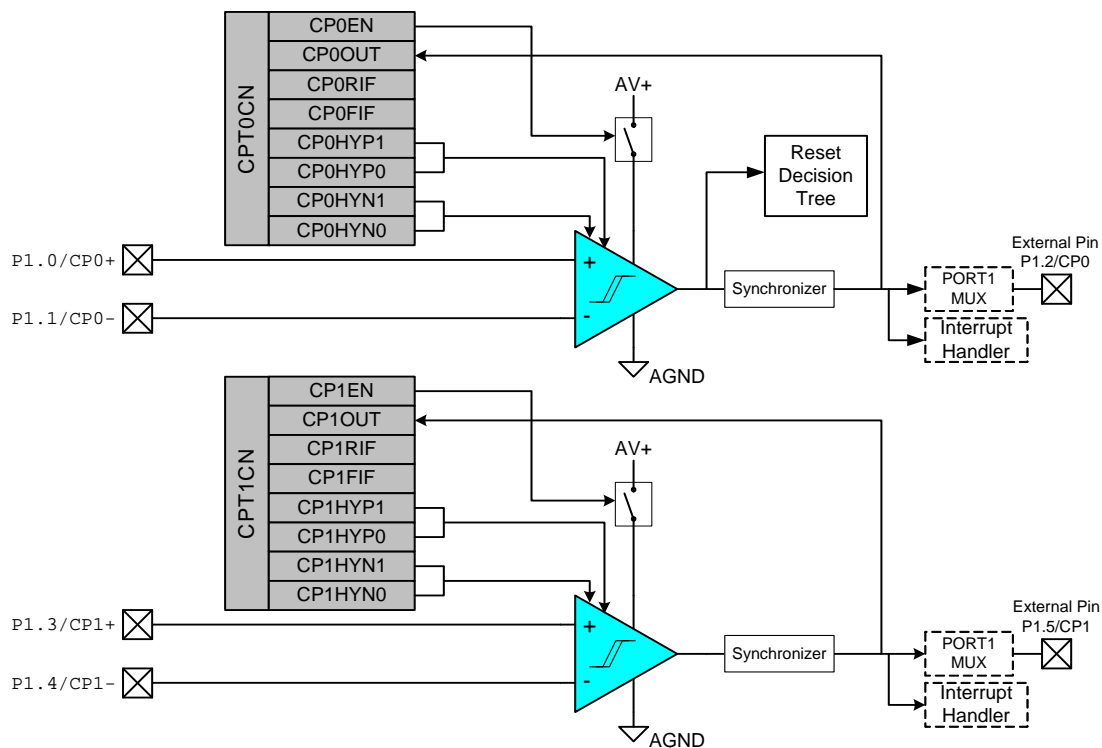 CPT0CN
CP0EN
CP0OUT
CP0RIF
CP0FIF
CP0HYP1
CP0HYP0
CP0HYN1
CP0HYN0
AV+
Reset
Decision
Tree
P1.0/CP0+
+
P1.1/CP0-
-
AGND
Synchronizer
External Pin
P1.2/CP0
PORT1
MUX
Interrupt
Handler
CPT1CN
CP1EN
CP1OUT
CP1RIF
CP1FIF
CP1HYP1
CP1HYP0
CP1HYN1
CP1HYN0
AV+
P1.3/CP1+
+
P1.4/CP1-
-
AGND
Synchronizer
External Pin
P1.5/CP1
PORT1
MUX
Interrupt
Handler